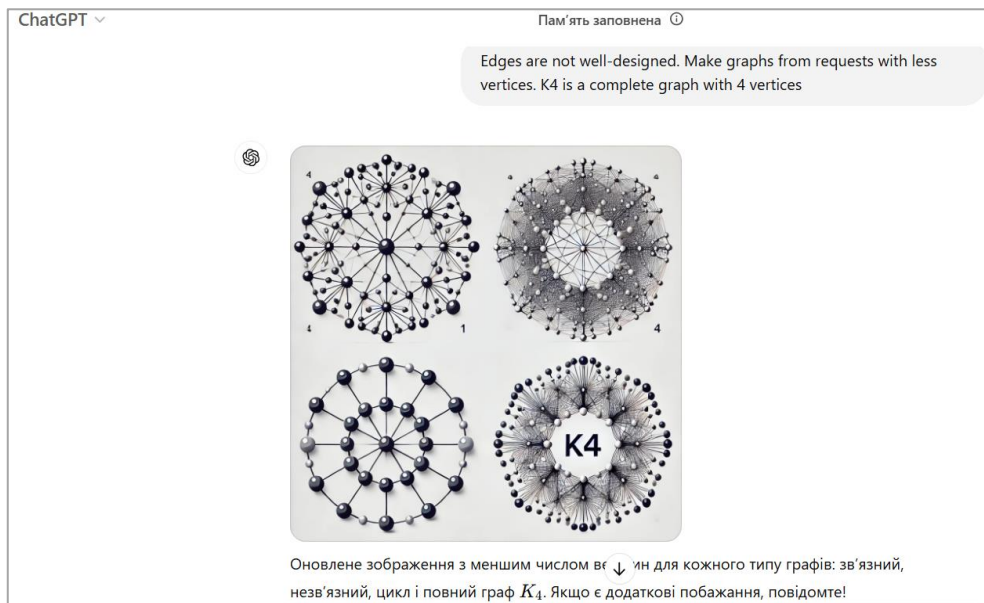 ChatGPT
Пам’ять заповнена
Edges are not well-designed. Make graphs from requests with less
vertices. K4 is a complete graph with 4 vertices
4
4
1
4
K4
Оновлене зображення з меншим числом ве ин для кожного типу графів: зв’язний,
незв’язний, цикл і повний граф K₄. Якщо є додаткові побажання, повідомте!